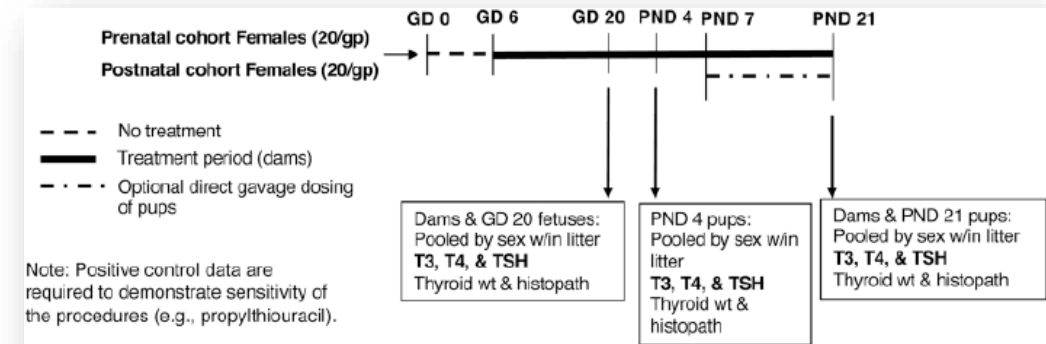 GD 0 GD 6 GD 20 PND 4 PND 7 PND 21
Prenatal cohort Females (20/gp)
Postnatal cohort Females (20/gp)
No treatment
Treatment period (dams)
Optional direct gavage dosing
of pups
Note: Positive control data are
required to demonstrate sensitivity of
the procedures (e.g., propylthiouracil).
Dams & GD 20 fetuses:
Pooled by sex w/in litter
T3, T4, & TSH
Thyroid wt & histopath
PND 4 pups:
Pooled by sex w/in
litter
T3, T4, & TSH
Thyroid wt &
histopath
Dams & PND 21 pups:
Pooled by sex w/in litter
T3, T4, & TSH
Thyroid wt & histopath